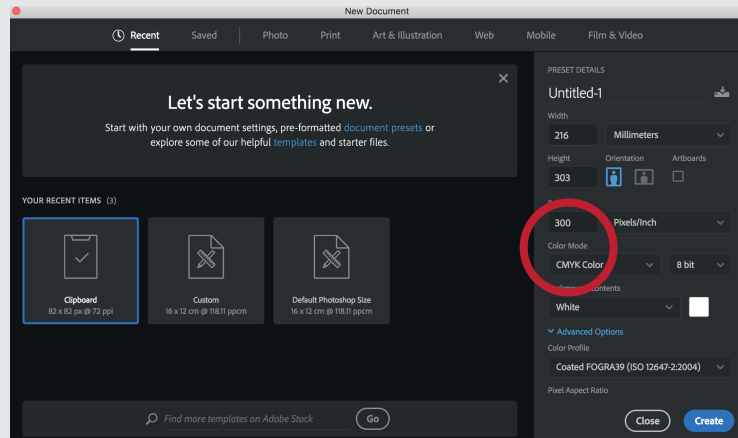 New Document
Recent Saved Photo Print Art & Illustration Web Mobile Film & Video
Let's start something new.
Start with your own document settings, pre-formatted document presets or
explore some of our helpful templates and starter files.
YOUR RECENT ITEMS (3)
Clipboard
82 x 82 px @ 72 ppi
Custom
16 x 12 cm @ 118.11 ppcm
Default Photoshop Size
16 x 12 cm @ 118.11 ppcm
Find more templates on Adobe Stock Go
PRESET DETAILS
Untitled-1
Width
216 Millimeters
Height Orientation Artboards
303
300 Pixels/Inch
Color Mode
CMYK Color 8 bit
White
Advanced Options
Color Profile
Coated FOGRA39 (ISO 12647-2:2004)
Pixel Aspect Ratio
Close Create